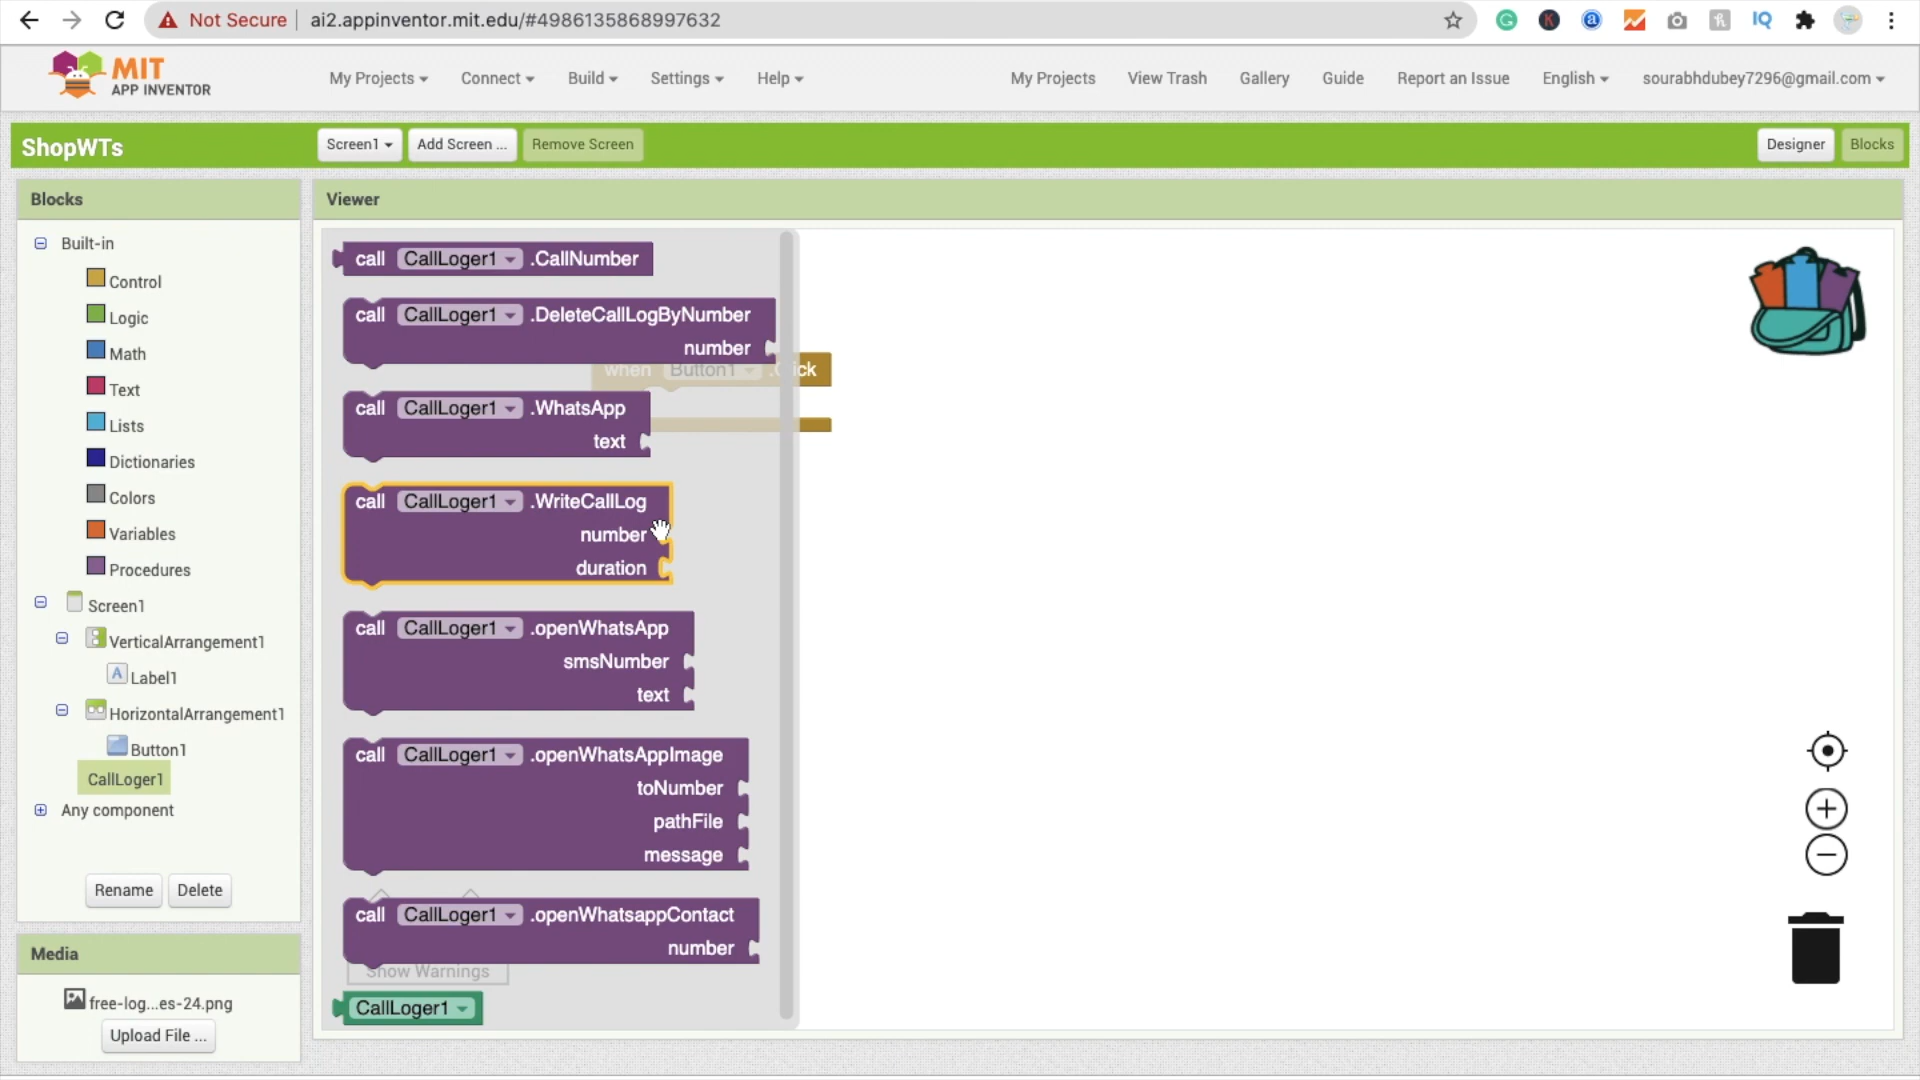 Not Secure | ai2.appinventor.mit.edu/#4986135868997632
MIT
APP INVENTOR
My Projects Connect Build Settings Help My Projects View Trash Gallery Guide Report an Issue English sourabhdubey7296@gmail.com
ShopWTs Screen1 Add Screen ... Remove Screen Designer Blocks
Blocks
Built-in
Control
Logic
Math
Text
Lists
Dictionaries
Colors
Variables
Procedures
Screen1
VerticalArrangement1
A Label1
HorizontalArrangement1
Button1
CallLoger1
Any component
Rename Delete
Media
free-log...es-24.png
Upload File ...
Viewer
call CallLoger1 .CallNumber
call CallLoger1 .DeleteCallLogByNumber
number
when Button1 .Click
call CallLoger1 .WhatsApp
text
call CallLoger1 .WriteCallLog
number
duration
call CallLoger1 .openWhatsApp
smsNumber
text
call CallLoger1 .openWhatsAppImage
toNumber
pathFile
message
call CallLoger1 .openWhatsappContact
number
Show Warnings
CallLoger1